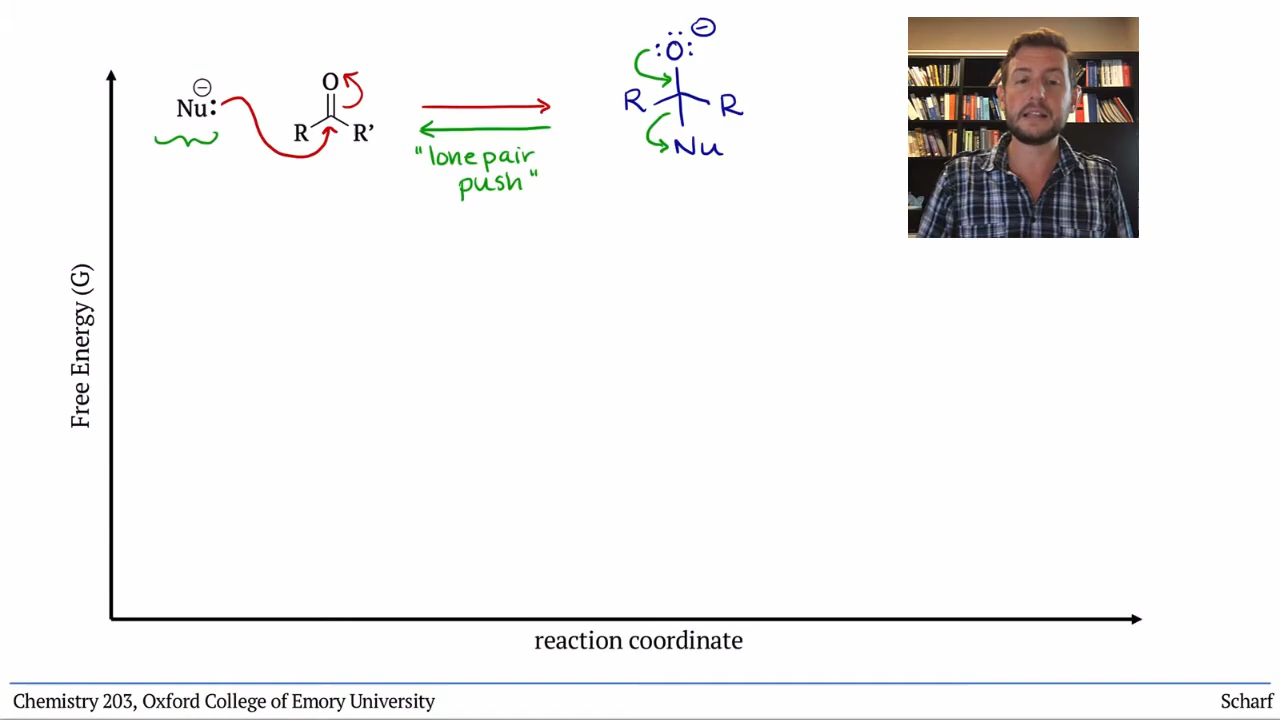 :Ö: ⊖
⊖
Nu:
O
R R'
R R
Nu
"lone pair
push"
Free Energy (G)
reaction coordinate
Chemistry 203, Oxford College of Emory University
Scharf